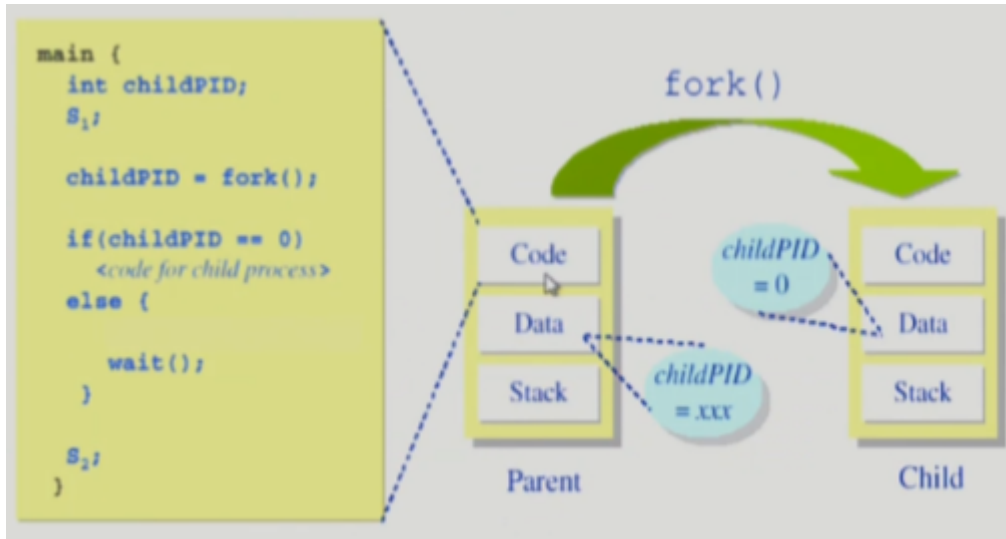 main {
int childPID;
S₁;
childPID = fork();
if(childPID == 0)
<code for child process>
else {
wait();
}
S₂;
}
fork()
Code
Data
Stack
Parent
childPID
= xxx
childPID
= 0
Code
Data
Stack
Child